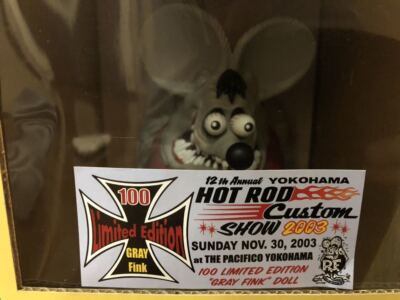 100
Limited Edition
GRAY
Fink
12th Annual YOKOHAMA
HOT ROD
Custom
SHOW 2003
SUNDAY NOV. 30, 2003
at THE PACIFICO YOKOHAMA
100 LIMITED EDITION
"GRAY FINK" DOLL
RF